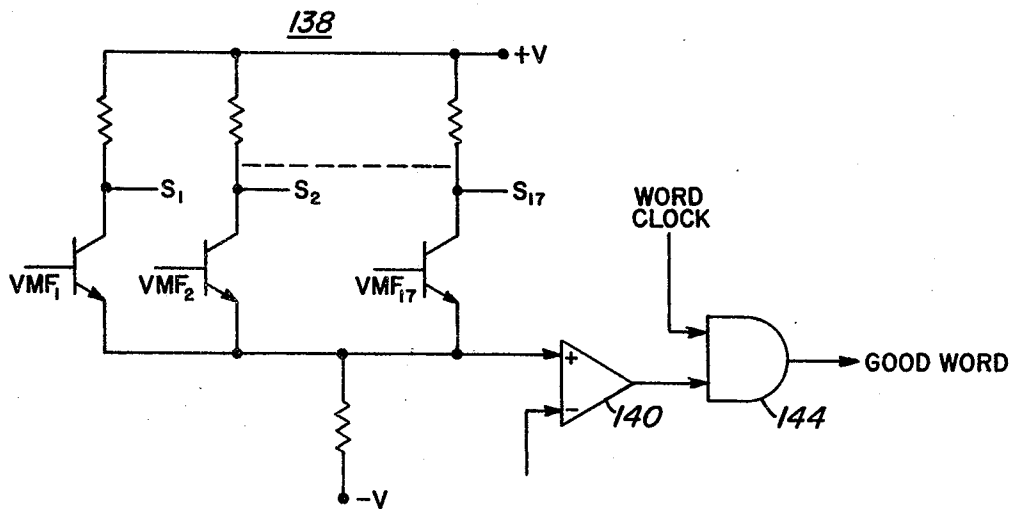 138
+V
S₁
S₂
S₁₇
WORD
CLOCK
VMF₁
VMF₂
VMF₁₇
+
−
140
144
GOOD WORD
−V